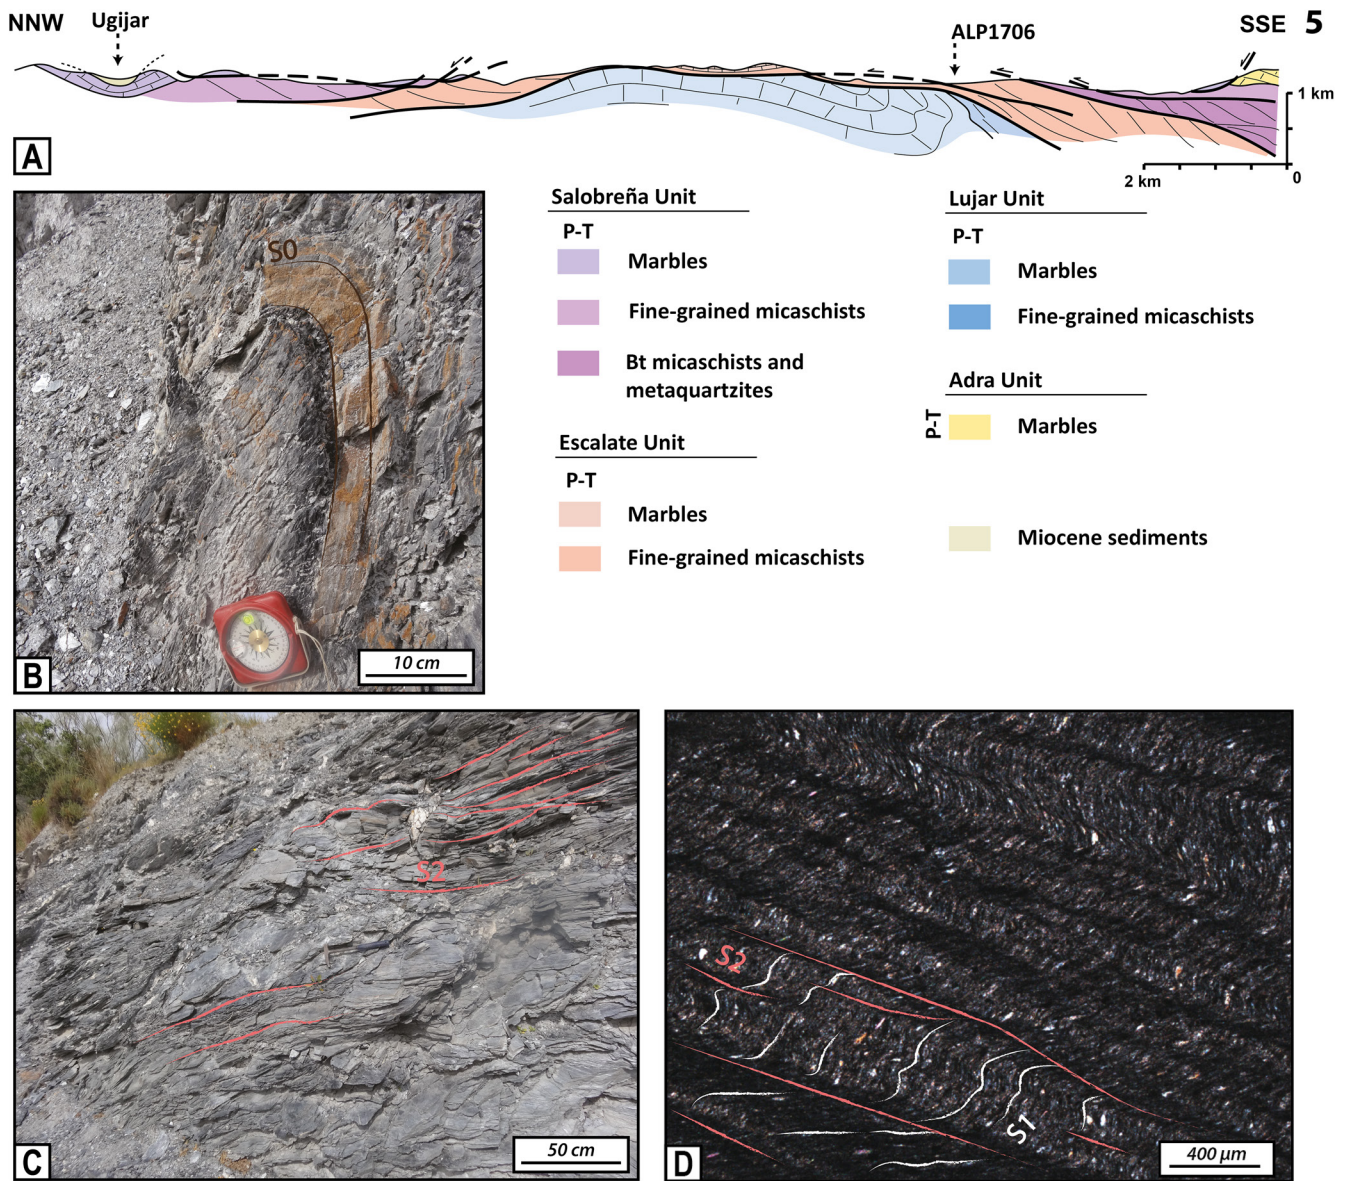 NNW
Ugijar
ALP1706
SSE 5
1 km
2 km
0
A
S0
10 cm
B
Salobreña Unit
P-T
Marbles
Fine-grained micaschists
Bt micaschists and
metaquartzites
Escalate Unit
P-T
Marbles
Fine-grained micaschists
Lujar Unit
P-T
Marbles
Fine-grained micaschists
Adra Unit
P-T
Marbles
Miocene sediments
S2
50 cm
C
S2
S1
400 µm
D